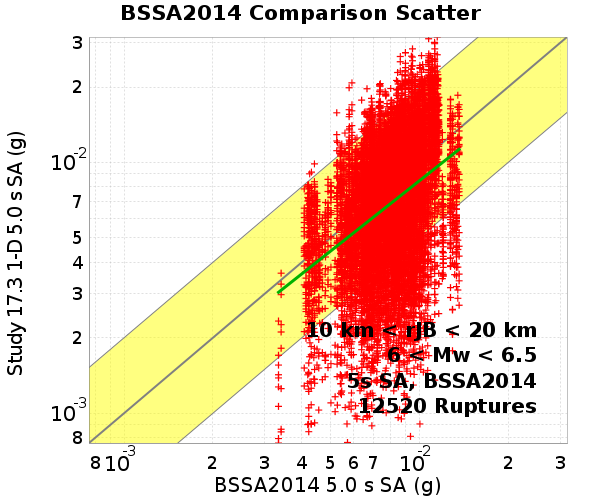 BSSA2014 Comparison Scatter
3
2
10-2
7
5
4
3
2
10-3
8
Study 17.3 1-D 5.0 s SA (g)
10 km < rJB < 20 km
6 < Mw < 6.5
5s SA, BSSA2014
12520 Ruptures
8 10-3 2 3 4 5 6 7 10-2 2 3
BSSA2014 5.0 s SA (g)